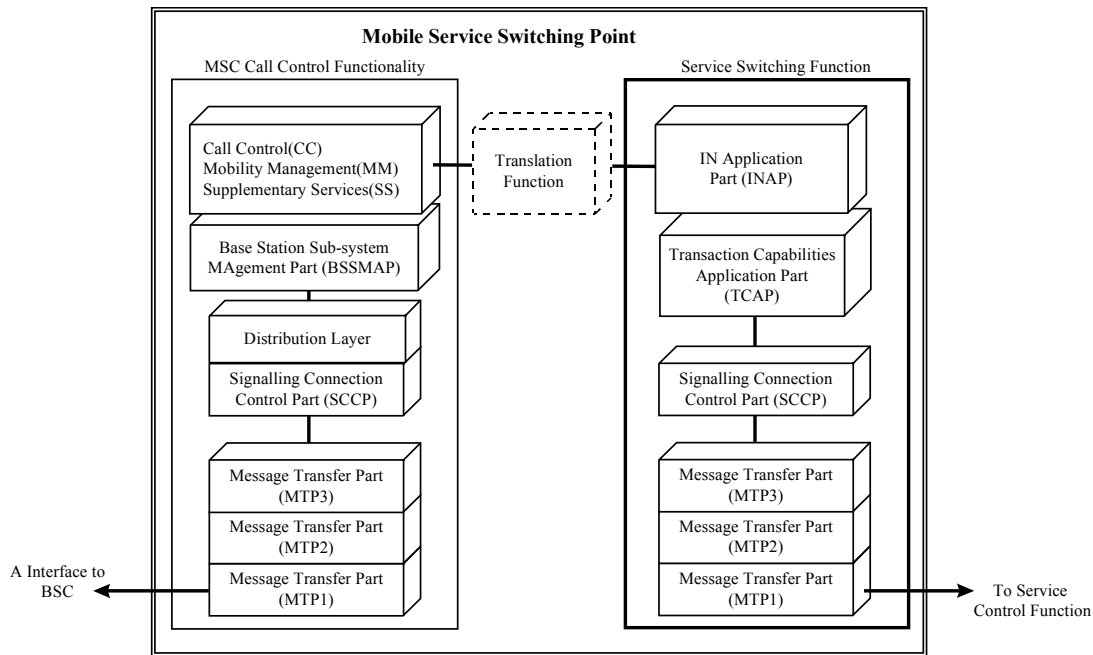 Mobile Service Switching Point
MSC Call Control Functionality
Call Control(CC)
Mobility Management(MM)
Supplementary Services(SS)
Base Station Sub-system
MAgement Part (BSSMAP)
Distribution Layer
Signalling Connection
Control Part (SCCP)
Message Transfer Part
(MTP3)
Message Transfer Part
(MTP2)
Message Transfer Part
(MTP1)
A Interface to
BSC
Translation
Function
Service Switching Function
IN Application
Part (INAP)
Transaction Capabilities
Application Part
(TCAP)
Signalling Connection
Control Part (SCCP)
Message Transfer Part
(MTP3)
Message Transfer Part
(MTP2)
Message Transfer Part
(MTP1)
To Service
Control Function